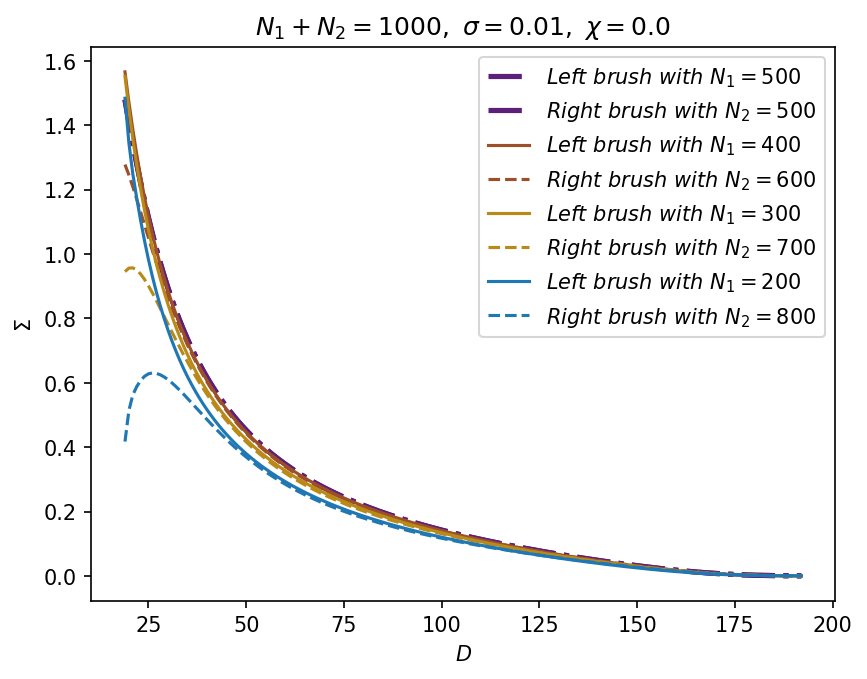 N₁ + N₂ = 1000, σ = 0.01, χ = 0.0
Left brush with N₁ = 500
Right brush with N₂ = 500
Left brush with N₁ = 400
Right brush with N₂ = 600
Left brush with N₁ = 300
Right brush with N₂ = 700
Left brush with N₁ = 200
Right brush with N₂ = 800
1.6
1.4
1.2
1.0
0.8
0.6
0.4
0.2
0.0
Σ
25 50 75 100 125 150 175 200
D